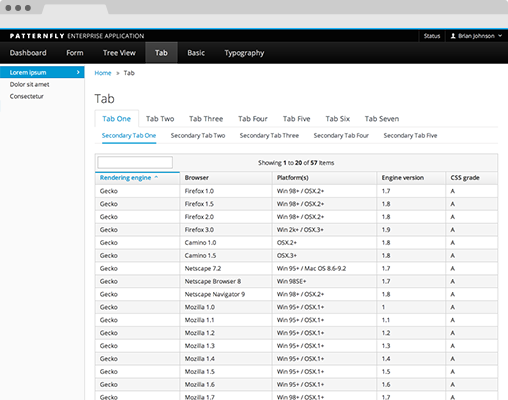 PATTERNFLY ENTERPRISE APPLICATION Status Brian Johnson
Dashboard Form Tree View Tab Basic Typography
Lorem ipsum
Dolor sit amet
Consectetur
Home » Tab
Tab
Tab One Tab Two Tab Three Tab Four Tab Five Tab Six Tab Seven
Secondary Tab One Secondary Tab Two Secondary Tab Three Secondary Tab Four Secondary Tab Five
Showing 1 to 20 of 57 Items
Rendering engine Browser Platform(s) Engine version CSS grade
Gecko Firefox 1.0 Win 98+ / OSX.2+ 1.7 A
Gecko Firefox 1.5 Win 98+ / OSX.2+ 1.8 A
Gecko Firefox 2.0 Win 98+ / OSX.2+ 1.8 A
Gecko Firefox 3.0 Win 2k+ / OSX.3+ 1.9 A
Gecko Camino 1.0 OSX.2+ 1.8 A
Gecko Camino 1.5 OSX.3+ 1.8 A
Gecko Netscape 7.2 Win 95+ / Mac OS 8.6-9.2 1.7 A
Gecko Netscape Browser 8 Win 98SE+ 1.7 A
Gecko Netscape Navigator 9 Win 98+ / OSX.2+ 1.8 A
Gecko Mozilla 1.0 Win 95+ / OSX.1+ 1 A
Gecko Mozilla 1.1 Win 95+ / OSX.1+ 1.1 A
Gecko Mozilla 1.2 Win 95+ / OSX.1+ 1.2 A
Gecko Mozilla 1.3 Win 95+ / OSX.1+ 1.3 A
Gecko Mozilla 1.4 Win 95+ / OSX.1+ 1.4 A
Gecko Mozilla 1.5 Win 95+ / OSX.1+ 1.5 A
Gecko Mozilla 1.6 Win 95+ / OSX.1+ 1.6 A
Gecko Mozilla 1.7 Win 98+ / OSX.1+ 1.7 A